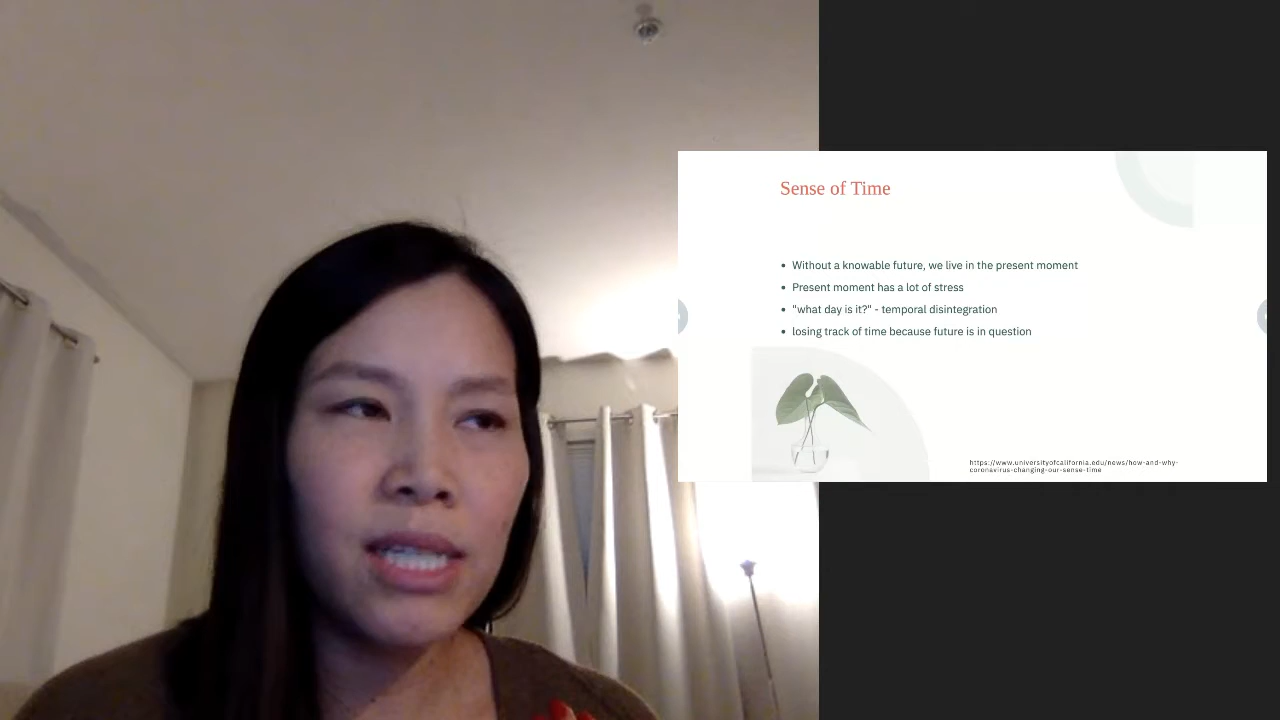 Sense of Time
• Without a knowable future, we live in the present moment
• Present moment has a lot of stress
• "what day is it?" - temporal disintegration
• losing track of time because future is in question
https://www.universityofcalifornia.edu/news/how-and-why-
coronavirus-changing-our-sense-time